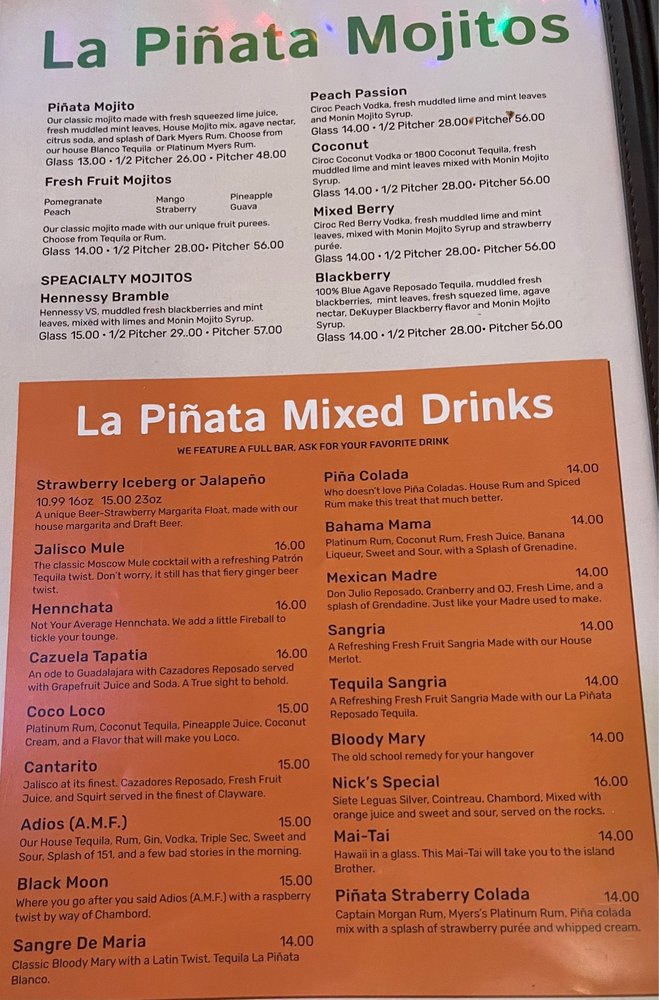 La Piñata Mojitos
Piñata Mojito
Our classic mojito made with fresh squeezed lime juice,
fresh muddled mint leaves, House Mojito mix, agave nectar,
citrus soda, and splash of Dark Myers Rum. Choose from
our house Blanco Tequila or Platinum Myers Rum.
Glass 13.00 • 1/2 Pitcher 26.00 • Pitcher 48.00
Fresh Fruit Mojitos
Pomegranate Mango Pineapple
Peach Straberry Guava
Our classic mojito made with our unique fruit purees.
Choose from Tequila or Rum.
Glass 14.00 • 1/2 Pitcher 28.00• Pitcher 56.00
SPEACIALTY MOJITOS
Hennessy Bramble
Hennessy VS, muddled fresh blackberries and mint
leaves, mixed with limes and Monin Mojito Syrup.
Glass 15.00 • 1/2 Pitcher 29..00 • Pitcher 57.00
Peach Passion
Ciroc Peach Vodka, fresh muddled lime and mint leaves
and Monin Mojito Syrup.
Glass 14.00 • 1/2 Pitcher 28.00• Pitcher 56.00
Coconut
Ciroc Coconut Vodka or 1800 Coconut Tequila, fresh
muddled lime and mint leaves mixed with Monin Mojito
Syrup.
Glass 14.00 • 1/2 Pitcher 28.00• Pitcher 56.00
Mixed Berry
Ciroc Red Berry Vodka, fresh muddled lime and mint
leaves, mixed with Monin Mojito Syrup and strawberry
purée.
Glass 14.00 • 1/2 Pitcher 28.00• Pitcher 56.00
Blackberry
100% Blue Agave Reposado Tequila, muddled fresh
blackberries, mint leaves, fresh squezed lime, agave
nectar, DeKuyper Blackberry flavor and Monin Mojito
Syrup.
Glass 14.00 • 1/2 Pitcher 28.00• Pitcher 56.00
La Piñata Mixed Drinks
WE FEATURE A FULL BAR, ASK FOR YOUR FAVORITE DRINK
Strawberry Iceberg or Jalapeño
10.99 16oz 15.00 23oz
A unique Beer-Strawberry Margarita Float, made with our
house margarita and Draft Beer.
Jalisco Mule 16.00
The classic Moscow Mule cocktail with a refreshing Patrón
Tequila twist. Don't worry, it still has that fiery ginger beer
twist.
Hennchata 16.00
Not Your Average Hennchata. We add a little Fireball to
tickle your tounge.
Cazuela Tapatia 16.00
An ode to Guadalajara with Cazadores Reposado served
with Grapefruit Juice and Soda. A True sight to behold.
Coco Loco 15.00
Platinum Rum, Coconut Tequila, Pineapple Juice, Coconut
Cream, and a Flavor that will make you Loco.
Cantarito 15.00
Jalisco at its finest. Cazadores Reposado, Fresh Fruit
Juice, and Squirt served in the finest of Clayware.
Adios (A.M.F.) 15.00
Our House Tequila, Rum, Gin, Vodka, Triple Sec, Sweet and
Sour, Splash of 151, and a few bad stories in the morning.
Black Moon 15.00
Where you go after you said Adios (A.M.F.) with a raspberry
twist by way of Chambord.
Sangre De Maria 14.00
Classic Bloody Mary with a Latin Twist. Tequila La Piñata
Blanco.
Piña Colada 14.00
Who doesn't love Piña Coladas. House Rum and Spiced
Rum make this treat that much better.
Bahama Mama 14.00
Platinum Rum, Coconut Rum, Fresh Juice, Banana
Liqueur, Sweet and Sour, with a Splash of Grenadine.
Mexican Madre 14.00
Don Julio Reposado, Cranberry and OJ, Fresh Lime, and a
splash of Grendadine. Just like your Madre used to make.
Sangria 14.00
A Refreshing Fresh Fruit Sangria Made with our House
Merlot.
Tequila Sangria 14.00
A Refreshing Fresh Fruit Sangria Made with our La Piñata
Reposado Tequila.
Bloody Mary 14.00
The old school remedy for your hangover
Nick's Special 16.00
Siete Leguas Silver, Cointreau, Chambord, Mixed with
orange juice and sweet and sour, served on the rocks.
Mai-Tai 14.00
Hawaii in a glass. This Mai-Tai will take you to the island
Brother.
Piñata Straberry Colada 14.00
Captain Morgan Rum, Myers's Platinum Rum, Piña colada
mix with a splash of strawberry purée and whipped cream.